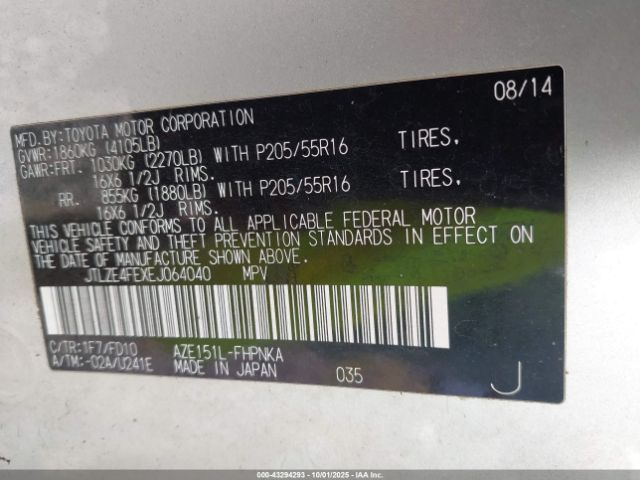 08/14
MFD.BY:TOYOTA MOTOR CORPORATION
GVWR:1860KG (4105LB)
GAWR:FRT. 1030KG (2270LB) WITH P205/55R16 TIRES,
16X6 1/2J RIMS.
RR. 855KG (1880LB) WITH P205/55R16 TIRES,
16X6 1/2J RIMS.
THIS VEHICLE CONFORMS TO ALL APPLICABLE FEDERAL MOTOR
VEHICLE SAFETY AND THEFT PREVENTION STANDARDS IN EFFECT ON
THE DATE OF MANUFACTURE SHOWN ABOVE.
JTLZE4FEXEJ064040 MPV
C/TR:1F7/FD10 AZE151L-FHPNKA
A/TM:-02A/U241E MADE IN JAPAN 035 J
000-43294293 - 10/01/2025 - IAA Inc.